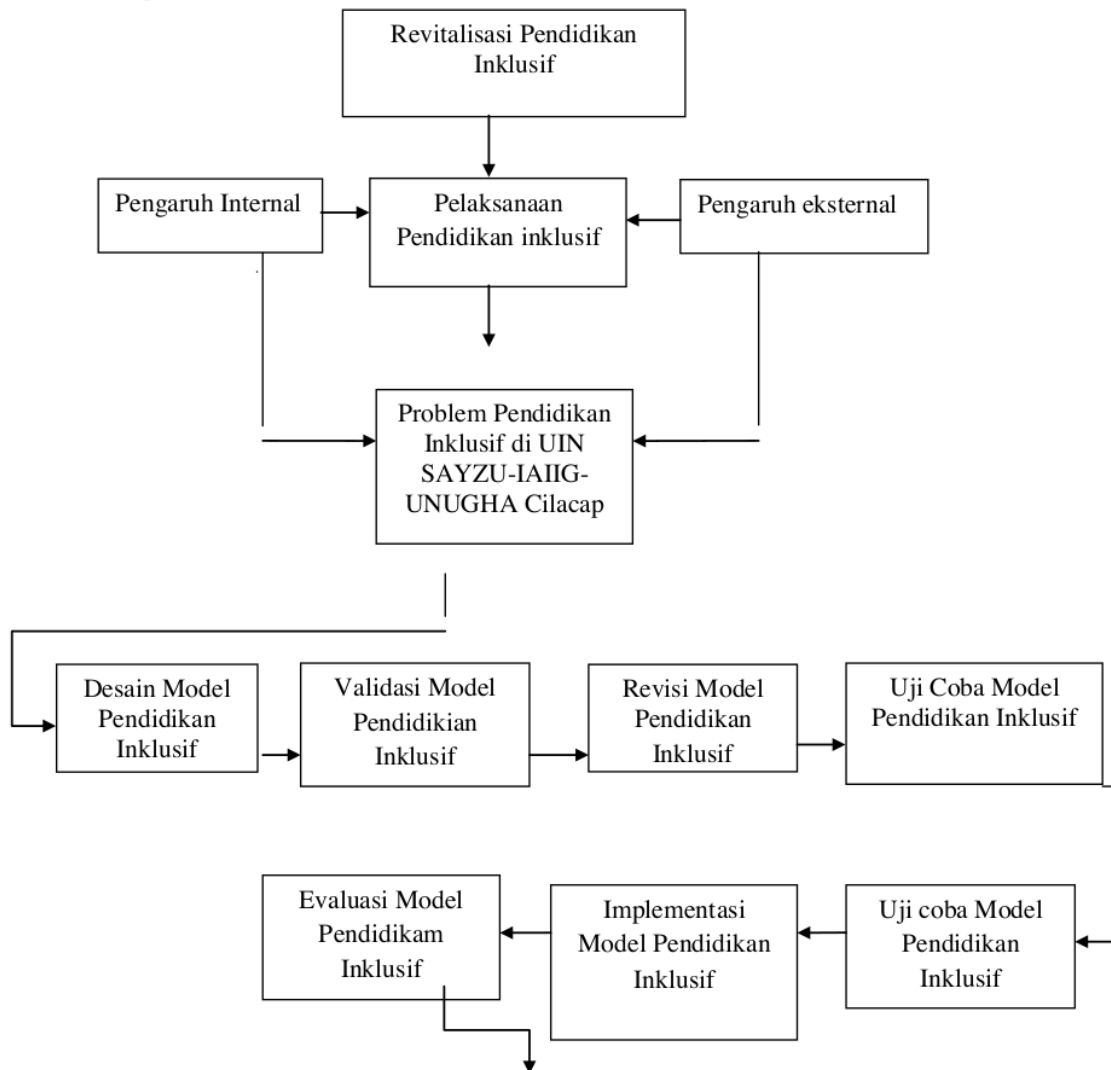 Revitalisasi Pendidikan
Inklusif
Pengaruh Internal
Pelaksanaan
Pendidikan inklusif
Pengaruh eksternal
Problem Pendidikan
Inklusif di UIN
SAYZU-IAIIG-
UNUGHA Cilacap
Desain Model
Pendidikan
Inklusif
Validasi Model
Pendidikian
Inklusif
Revisi Model
Pendidikan
Inklusif
Uji Coba Model
Pendidikan Inklusif
Evaluasi Model
Pendidikam
Inklusif
Implementasi
Model Pendidikan
Inklusif
Uji coba Model
Pendidikan
Inklusif